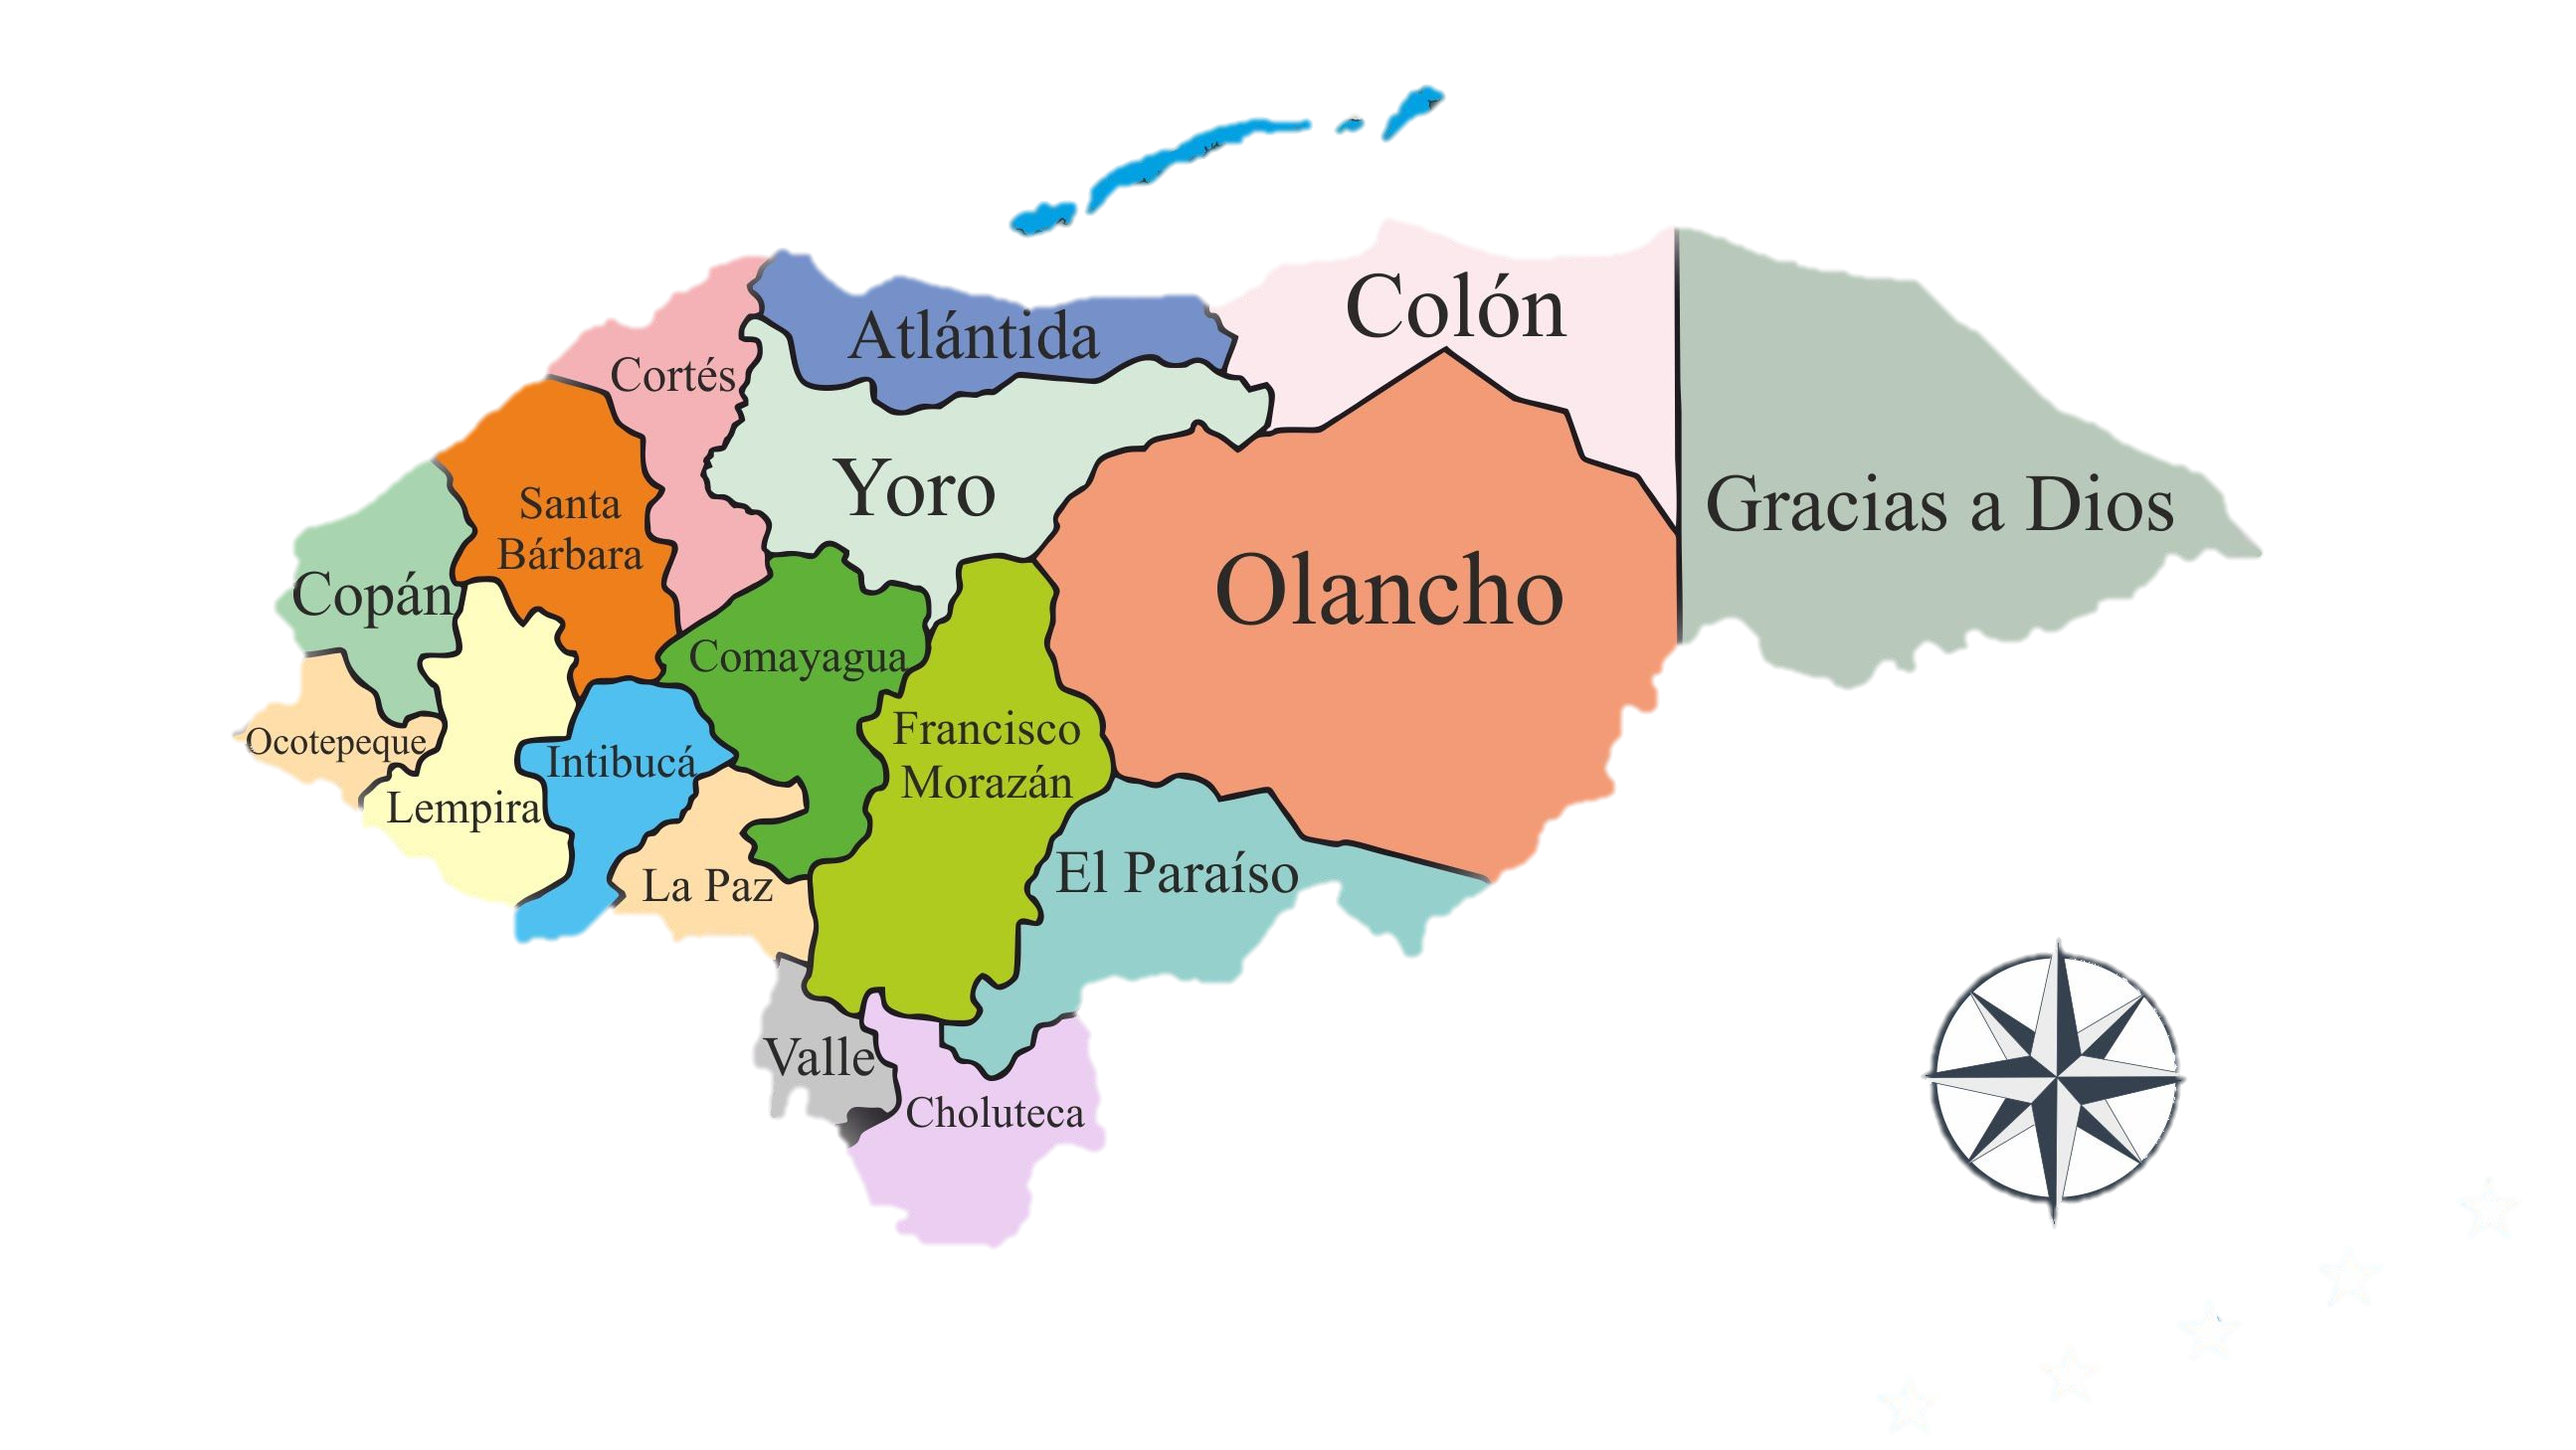 Colón
Atlántida
Cortés
Yoro
Gracias a Dios
Santa
Bárbara
Copán
Olancho
Comayagua
Francisco
Morazán
Ocotepeque
Intibucá
Lempira
La Paz
El Paraíso
Valle
Choluteca